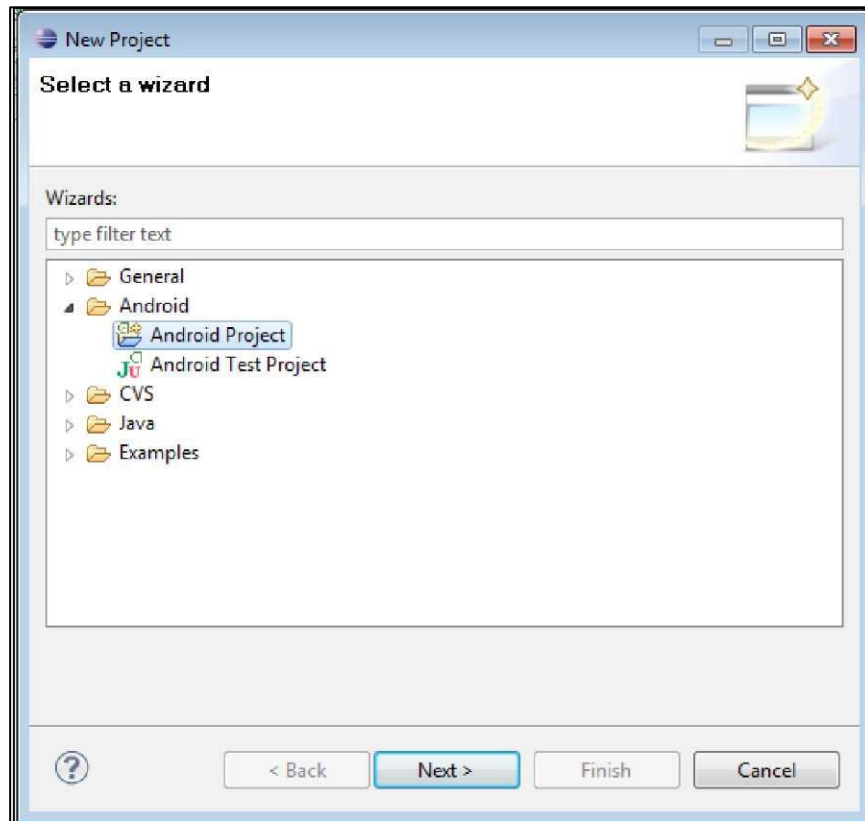 New Project
Select a wizard
Wizards:
type filter text
General
Android
Android Project
Android Test Project
CVS
Java
Examples
< Back Next > Finish Cancel